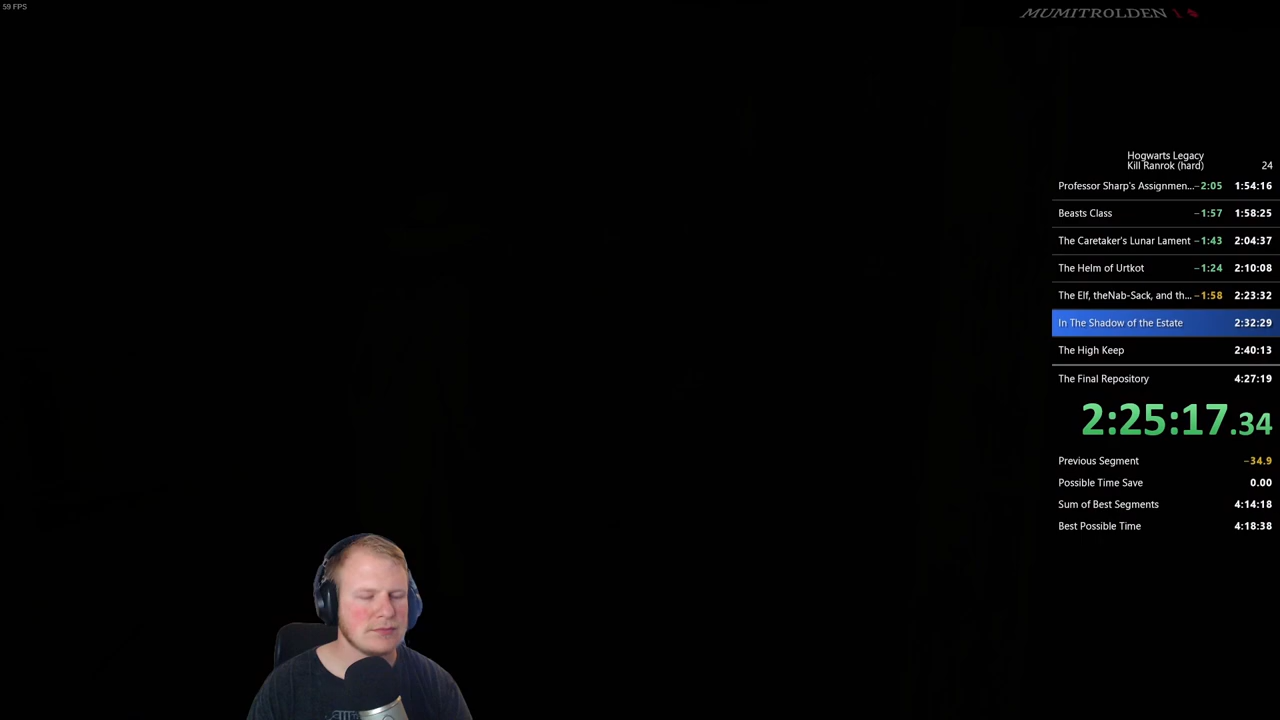 59 FPS
MUMITROLDEN
Hogwarts Legacy
Kill Ranrok (hard) 24
Professor Sharp's Assignmen... −2:05 1:54:16
Beasts Class −1:57 1:58:25
The Caretaker's Lunar Lament −1:43 2:04:37
The Helm of Urtkot −1:24 2:10:08
The Elf, theNab-Sack, and th... −1:58 2:23:32
In The Shadow of the Estate 2:32:29
The High Keep 2:40:13
The Final Repository 4:27:19
2:25:17.34
Previous Segment −34.9
Possible Time Save 0.00
Sum of Best Segments 4:14:18
Best Possible Time 4:18:38